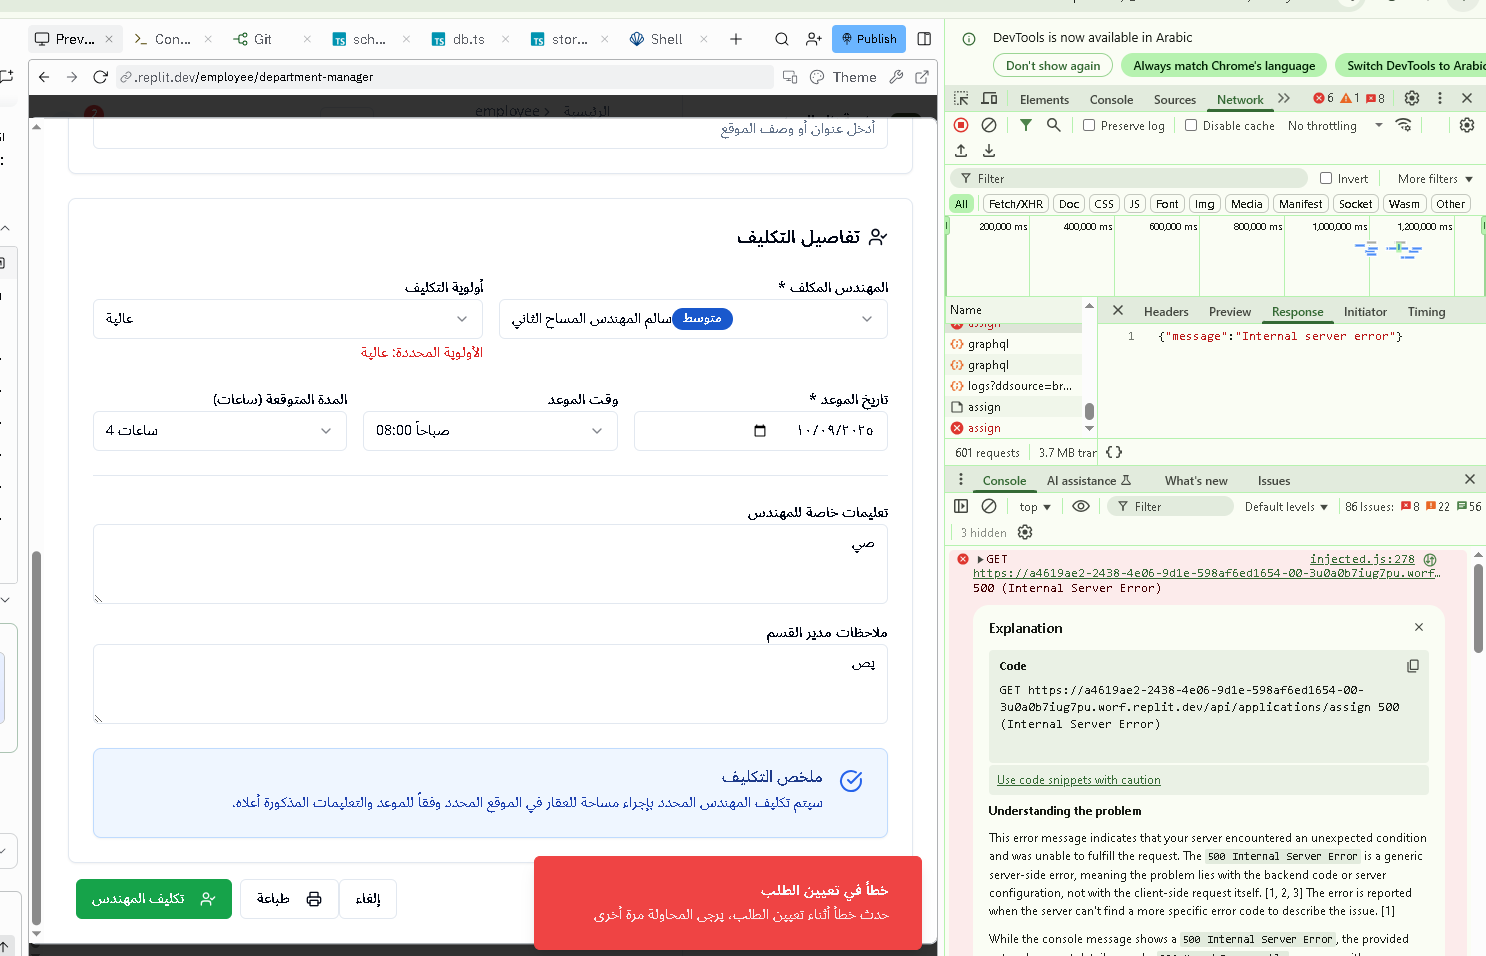 Prev...
Con...
Git
sch...
db.ts
stor...
Shell
Publish
.replit.dev/employee/department-manager
Theme
employee
الرئيسية
أدخل عنوان أو وصف الموقع
تفاصيل التكليف
المهندس المكلف *
أولوية التكليف
متوسط
سالم المهندس المساح الثاني
عالية
الأولوية المحددة: عالية
تاريخ الموعد *
وقت الموعد
المدة المتوقعة (ساعات)
١٠/٠٩/٢٠٢٥
08:00 صباحاً
4 ساعات
تعليمات خاصة للمهندس
صي
ملاحظات مدير القسم
يص
ملخص التكليف
سيتم تكليف المهندس المحدد بإجراء مساحة للعقار في الموقع المحدد وفقاً للموعد والتعليمات المذكورة أعلاه.
تكليف المهندس
طباعة
إلغاء
خطأ في تعيين الطلب
حدث خطأ أثناء تعيين الطلب، يرجى المحاولة مرة أخرى
DevTools is now available in Arabic
Don't show again
Always match Chrome's language
Switch DevTools to Arabic
Elements
Console
Sources
Network
6
1
8
Preserve log
Disable cache
No throttling
Filter
Invert
More filters
All
Fetch/XHR
Doc
CSS
JS
Font
Img
Media
Manifest
Socket
Wasm
Other
200,000 ms
400,000 ms
600,000 ms
800,000 ms
1,000,000 ms
1,200,000 ms
Name
Headers
Preview
Response
Initiator
Timing
assign
graphql
graphql
logs?ddsource=br...
assign
assign
1 {"message":"Internal server error"}
601 requests
3.7 MB tran
Console
AI assistance
What's new
Issues
top
Filter
Default levels
86 Issues:
8
22
56
3 hidden
GET
injected.js:278
https://a4619ae2-2438-4e06-9d1e-598af6ed1654-00-3u0a0b7iug7pu.worf…
500 (Internal Server Error)
Explanation
Code
GET https://a4619ae2-2438-4e06-9d1e-598af6ed1654-00-
3u0a0b7iug7pu.worf.replit.dev/api/applications/assign 500
(Internal Server Error)
Use code snippets with caution
Understanding the problem
This error message indicates that your server encountered an unexpected condition
and was unable to fulfill the request. The 500 Internal Server Error is a generic
server-side error, meaning the problem lies with the backend code or server
configuration, not with the client-side request itself. [1, 2, 3] The error is reported
when the server can't find a more specific error code to describe the issue. [1]
While the console message shows a 500 Internal Server Error, the provided